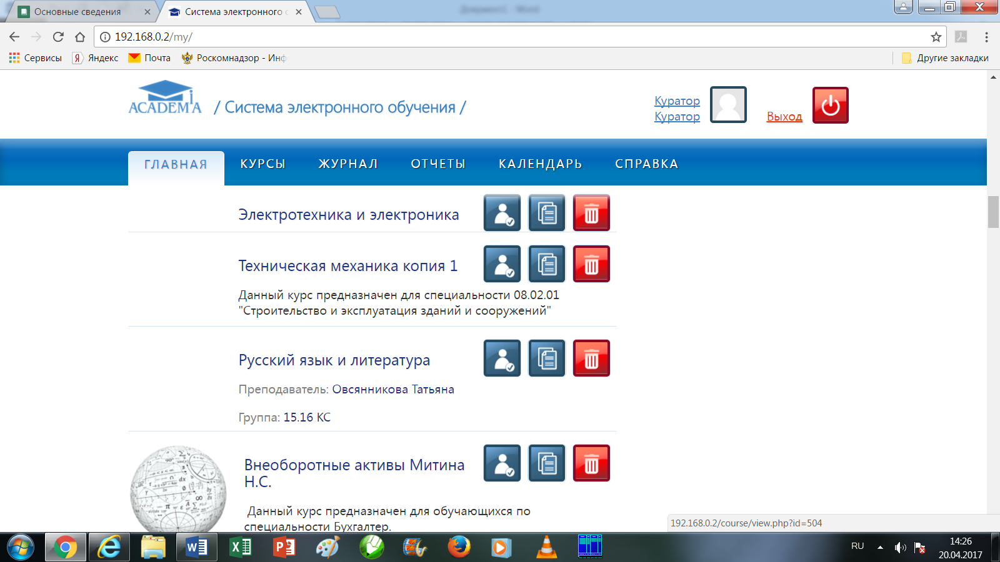 Основные сведения
Система электронного о
Документ1 - Word
192.168.0.2/my/
Сервисы
Яндекс
Почта
Роскомнадзор - Инф
Другие закладки
ACADEMiA
/ Система электронного обучения /
Куратор
Куратор
Выход
ГЛАВНАЯ КУРСЫ ЖУРНАЛ ОТЧЕТЫ КАЛЕНДАРЬ СПРАВКА
Электротехника и электроника
Техническая механика копия 1
Данный курс предназначен для специальности 08.02.01
"Строительство и эксплуатация зданий и сооружений"
Русский язык и литература
Преподаватель: Овсянникова Татьяна
Группа: 15.16 КС
Внеоборотные активы Митина
Н.С.
Данный курс предназначен для обучающихся по
специальности Бухгалтер.
192.168.0.2/course/view.php?id=504
RU
14:26
20.04.2017